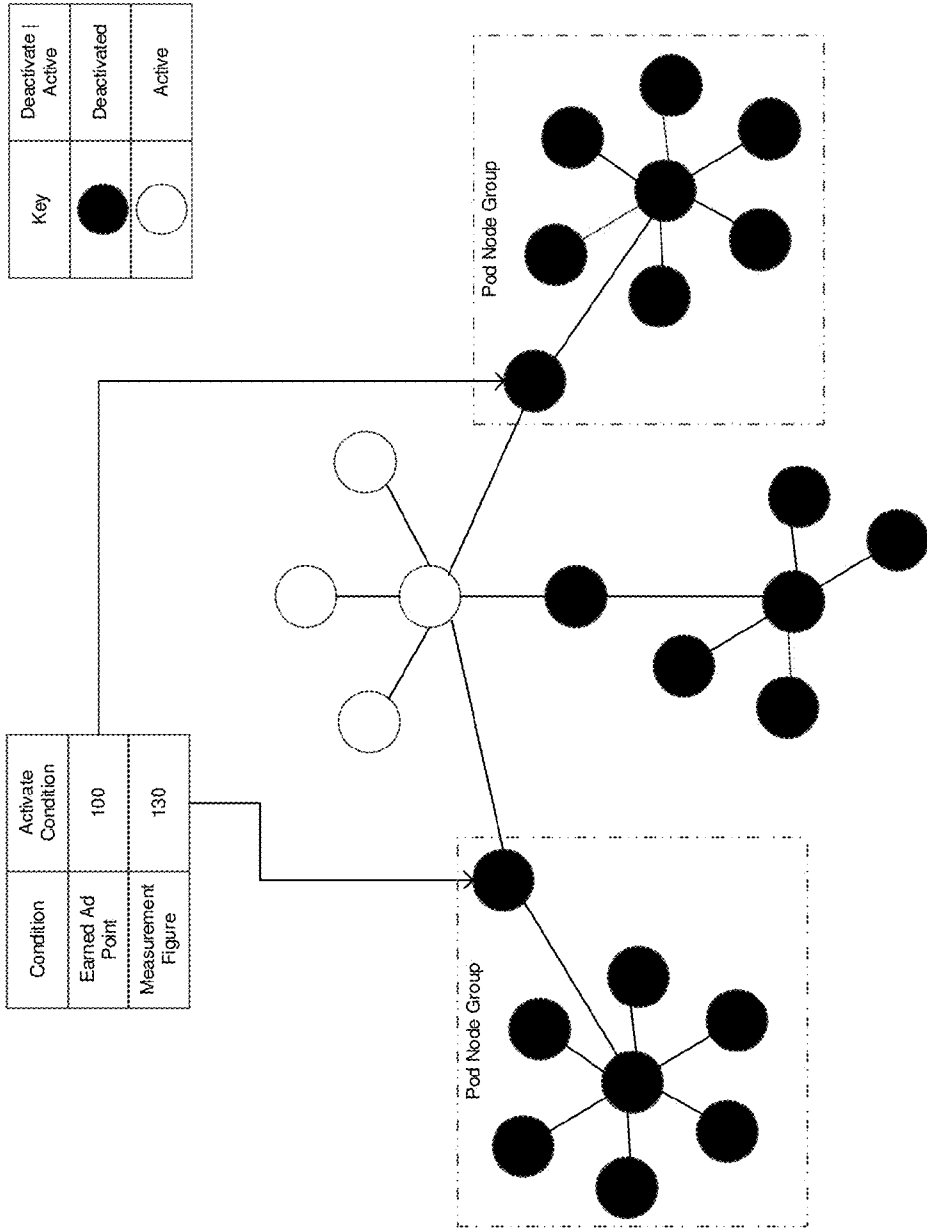 Condition
Activate
Condition
Earned Ad
Point
100
Measurement
Figure
130
Key
Deactivate |
Active
Deactivated
Active
Pod Node Group
Pod Node Group